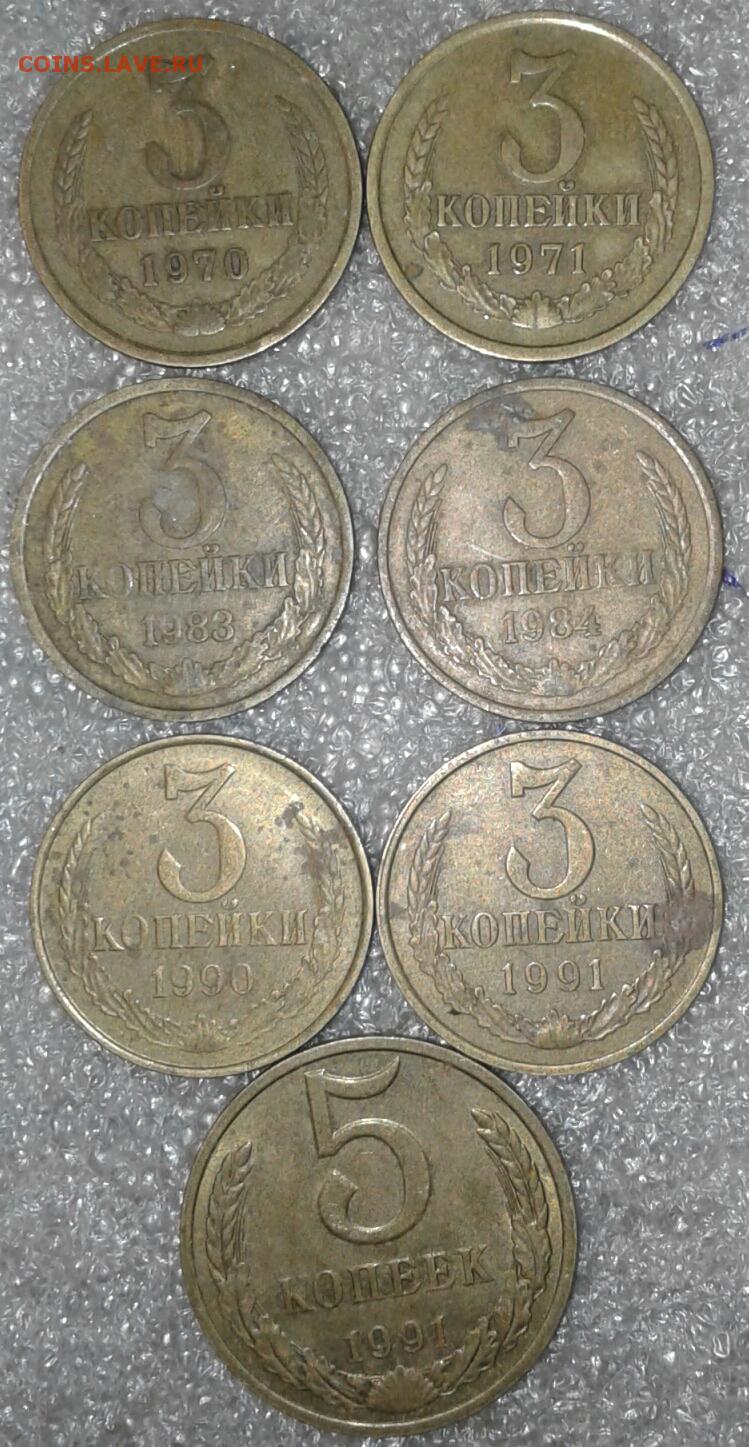 COINS.LAVE.RU
3
КОПЕЙКИ
1970
3
КОПЕЙКИ
1971
3
КОПЕЙКИ
1983
3
КОПЕЙКИ
1984
3
КОПЕЙКИ
1990
3
КОПЕЙКИ
1991
5
КОПЕЕК
1991